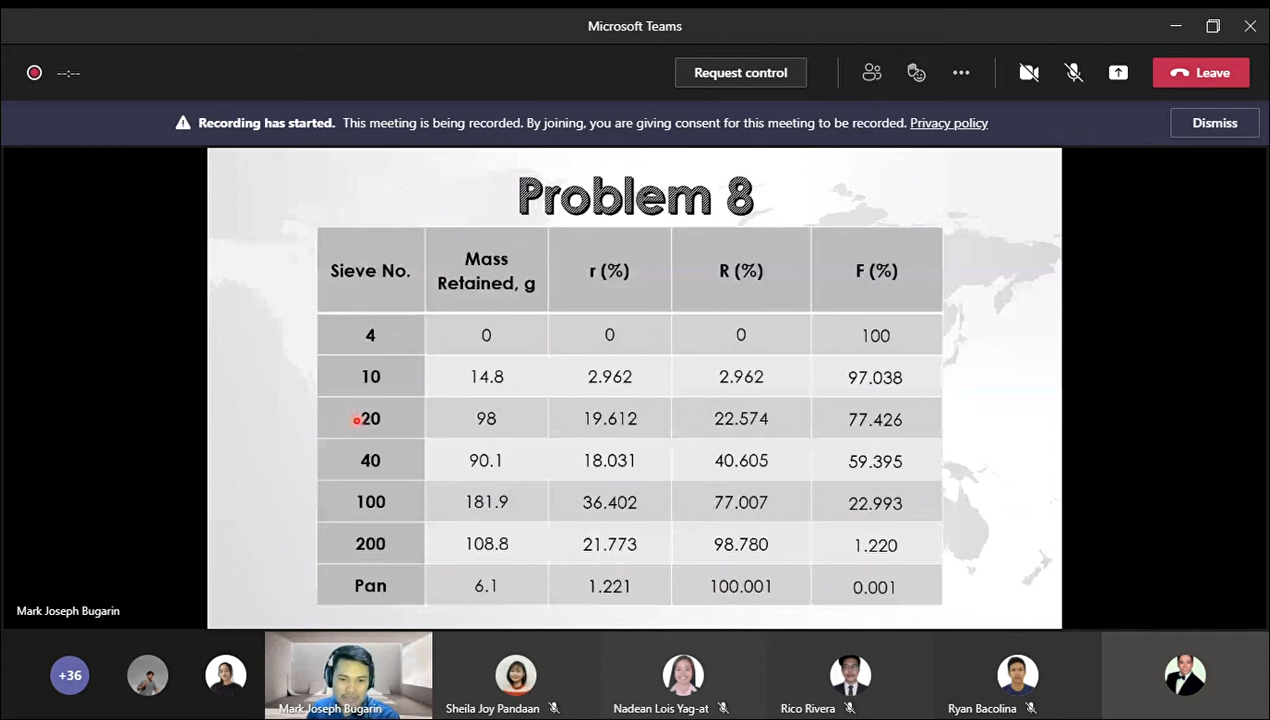 Microsoft Teams
--:--
Request control
Leave
Recording has started. This meeting is being recorded. By joining, you are giving consent for this meeting to be recorded. Privacy policy
Dismiss
Problem 8
Sieve No. Mass Retained, g r (%) R (%) F (%)
4 0 0 0 100
10 14.8 2.962 2.962 97.038
20 98 19.612 22.574 77.426
40 90.1 18.031 40.605 59.395
100 181.9 36.402 77.007 22.993
200 108.8 21.773 98.780 1.220
Pan 6.1 1.221 100.001 0.001
Mark Joseph Bugarin
+36
Mark Joseph Bugarin
Sheila Joy Pandaan
Nadean Lois Yag-at
Rico Rivera
Ryan Bacolina